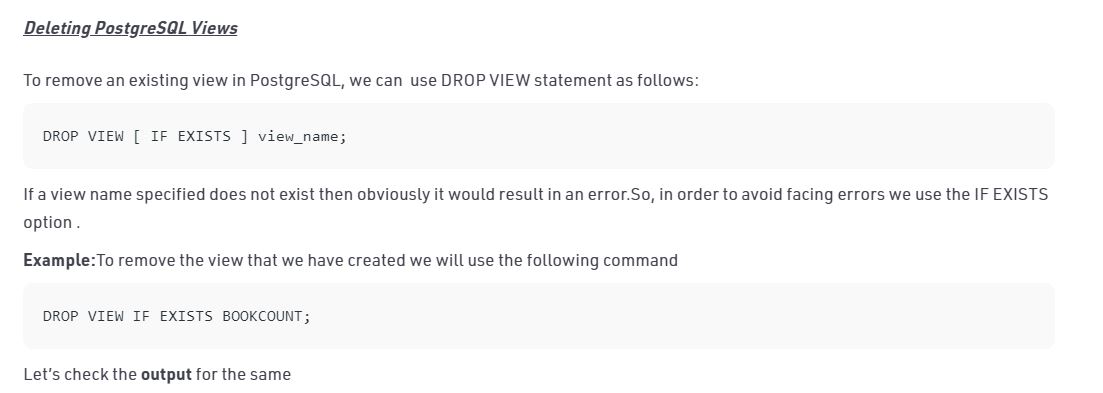 Deleting PostgreSQL Views
To remove an existing view in PostgreSQL, we can  use DROP VIEW statement as follows:
DROP VIEW [ IF EXISTS ] view_name;
If a view name specified does not exist then obviously it would result in an error.So, in order to avoid facing errors we use the IF EXISTS
option .
Example:To remove the view that we have created we will use the following command
DROP VIEW IF EXISTS BOOKCOUNT;
Let's check the output for the same